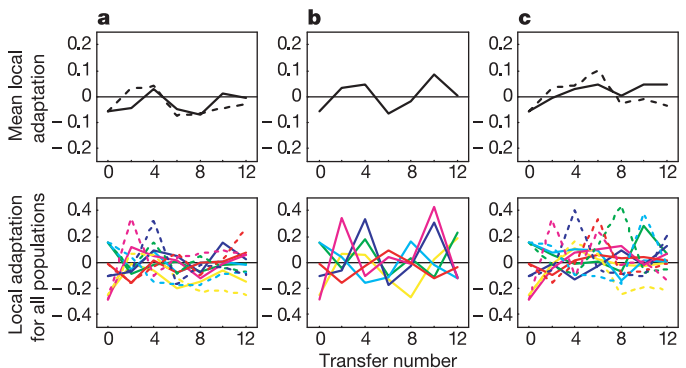 a b c
Mean local
adaptation
0.2 0.2 0.2
0.1 0.1 0.1
0 0 0
– 0.1 – 0.1 – 0.1
– 0.2 – 0.2 – 0.2
0 4 8 12 0 4 8 12 0 4 8 12
Local adaptation
for all populations
0.4 0.4 0.4
0.2 0.2 0.2
0 0 0
– 0.2 – 0.2 – 0.2
– 0.4 – 0.4 – 0.4
0 4 8 12 0 4 8 12 0 4 8 12
Transfer number